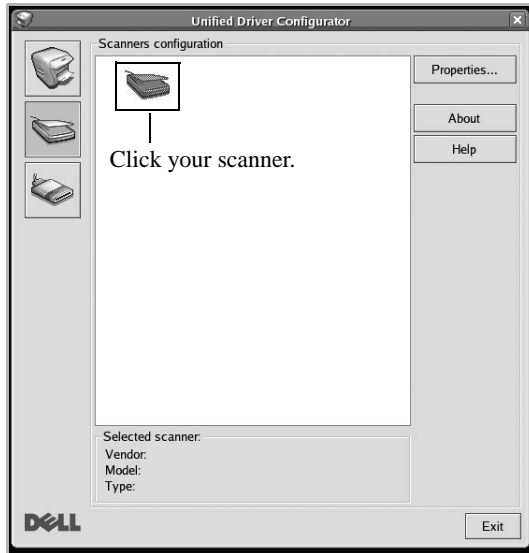 Unified Driver Configurator
Scanners configuration
Properties...
About
Help
Click your scanner.
Selected scanner:
Vendor:
Model:
Type:
DELL
Exit